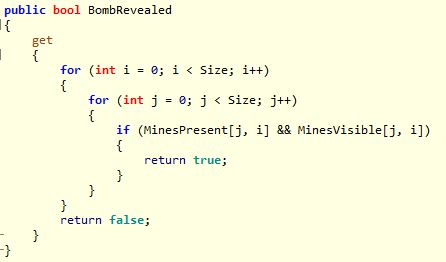 public bool BombRevealed
{
    get
    {
        for (int i = 0; i < Size; i++)
        {
            for (int j = 0; j < Size; j++)
            {
                if (MinesPresent[j, i] && MinesVisible[j, i])
                {
                    return true;
                }
            }
        }
        return false;
    }
}